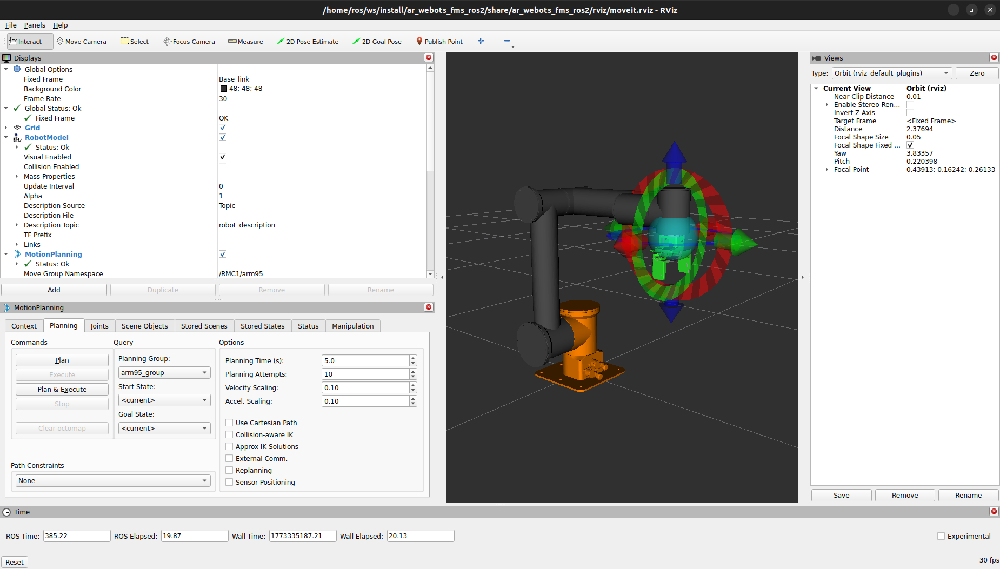 /home/ros/ws/install/ar_webots_fms_ros2/share/ar_webots_fms_ros2/rviz/moveit.rviz - RViz
File Panels Help
Interact Move Camera Select Focus Camera Measure 2D Pose Estimate 2D Goal Pose Publish Point
Displays
Global Options
Fixed Frame Base_link
Background Color 48; 48; 48
Frame Rate 30
Global Status: Ok
Fixed Frame OK
Grid
RobotModel
Status: Ok
Visual Enabled
Collision Enabled
Mass Properties
Update Interval 0
Alpha 1
Description Source Topic
Description File
Description Topic robot_description
TF Prefix
Links
MotionPlanning
Status: Ok
Move Group Namespace /RMC1/arm95
Add Duplicate Remove Rename
MotionPlanning
Context Planning Joints Scene Objects Stored Scenes Stored States Status Manipulation
Commands Query Options
Plan
Execute
Plan & Execute
Stop
Clear octomap
Planning Group:
arm95_group
Start State:
<current>
Goal State:
<current>
Planning Time (s): 5.0
Planning Attempts: 10
Velocity Scaling: 0.10
Accel. Scaling: 0.10
Use Cartesian Path
Collision-aware IK
Approx IK Solutions
External Comm.
Replanning
Sensor Positioning
Path Constraints
None
Views
Type: Orbit (rviz_default_plugins) Zero
Current View Orbit (rviz)
Near Clip Distance 0.01
Enable Stereo Ren...
Invert Z Axis
Target Frame <Fixed Frame>
Distance 2.37694
Focal Shape Size 0.05
Focal Shape Fixed ...
Yaw 3.83357
Pitch 0.220398
Focal Point 0.43913; 0.16242; 0.26133
Save Remove Rename
Time
ROS Time: 385.22 ROS Elapsed: 19.87 Wall Time: 1773335187.21 Wall Elapsed: 20.13 Experimental
Reset 30 fps